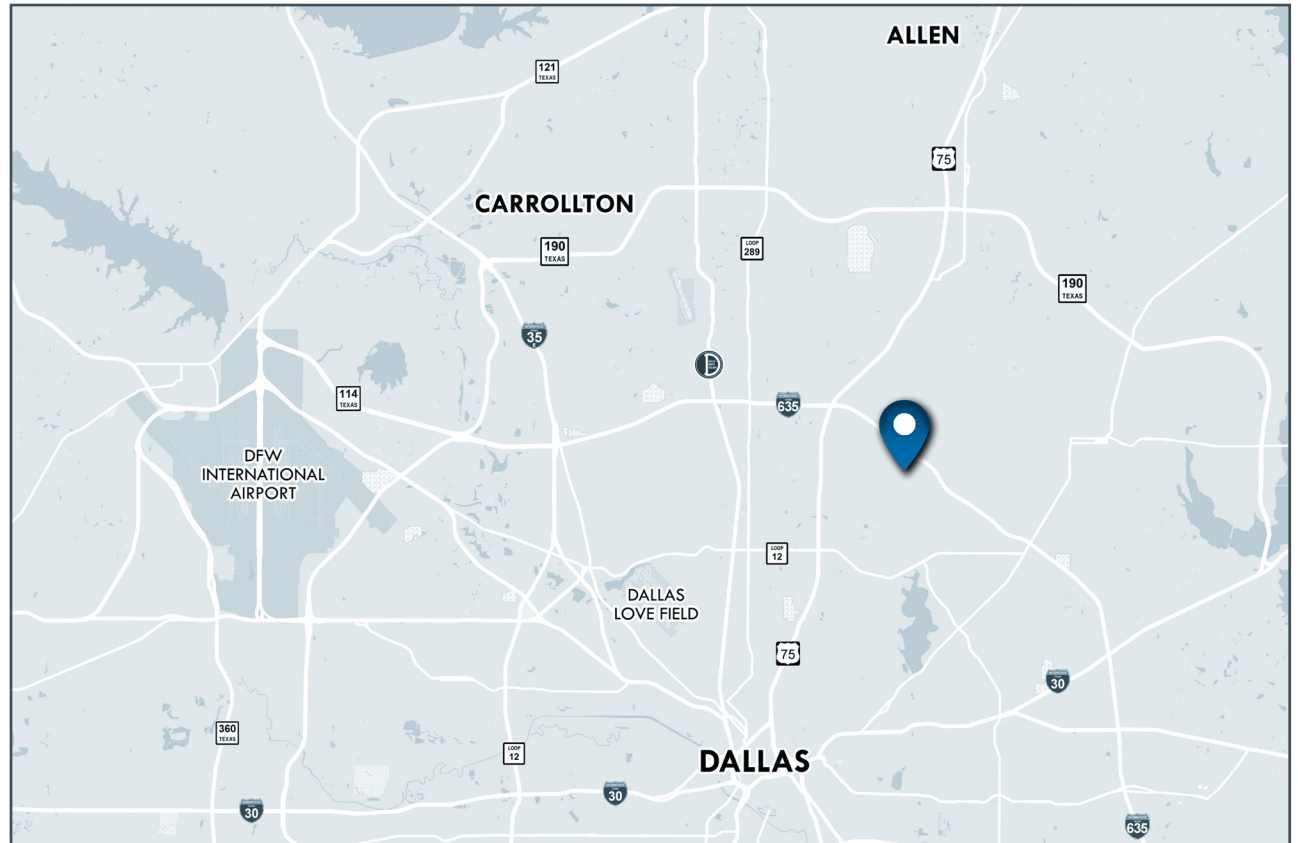 ALLEN
121
TEXAS
75
CARROLLTON
190
TEXAS
LOOP
289
190
TEXAS
35
D
114
TEXAS
635
DFW
INTERNATIONAL
AIRPORT
LOOP
12
DALLAS
LOVE FIELD
75
30
360
TEXAS
LOOP
12
DALLAS
30
30
635